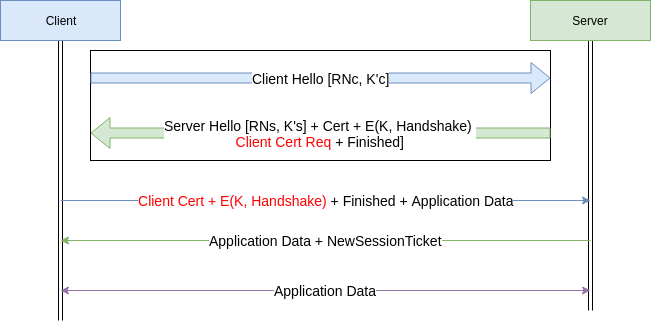 Client
Server
Client Hello [RNc, K'c]
Server Hello [RNs, K's] + Cert + E(K, Handshake)
Client Cert Req + Finished]
Client Cert + E(K, Handshake) + Finished + Application Data
Application Data + NewSessionTicket
Application Data